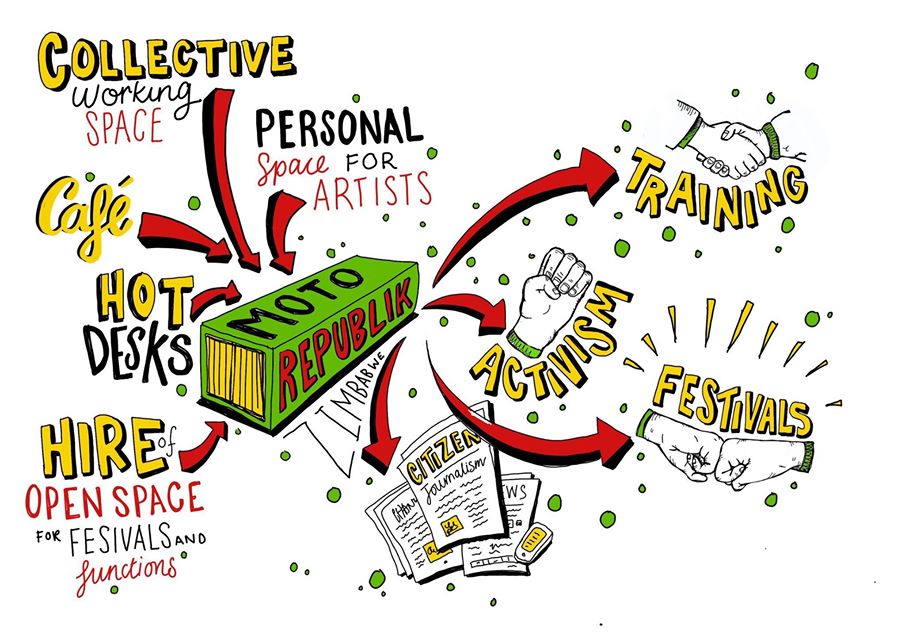 COLLECTIVE
working
SPACE
PERSONAL
Space FOR
ARTISTS
Café
HOT
DESKS
HIRE of
OPEN SPACE
FOR FESIVALS AND
functions
MOTO
REPUBLIK
ZIMBABWE
TRAINING
ACTIVISM
FESTIVALS
CITIZEN
Journalism
WS